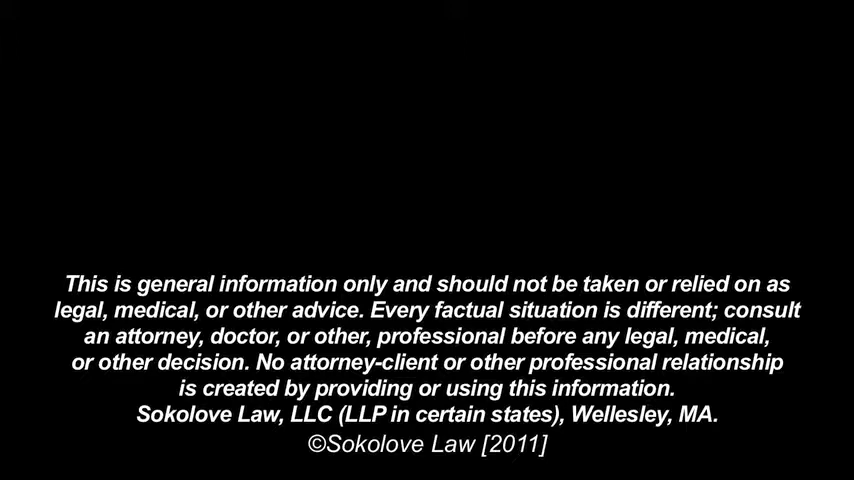 This is general information only and should not be taken or relied on as
legal, medical, or other advice. Every factual situation is different; consult
an attorney, doctor, or other, professional before any legal, medical,
or other decision. No attorney-client or other professional relationship
is created by providing or using this information.
Sokolove Law, LLC (LLP in certain states), Wellesley, MA.
©Sokolove Law [2011]